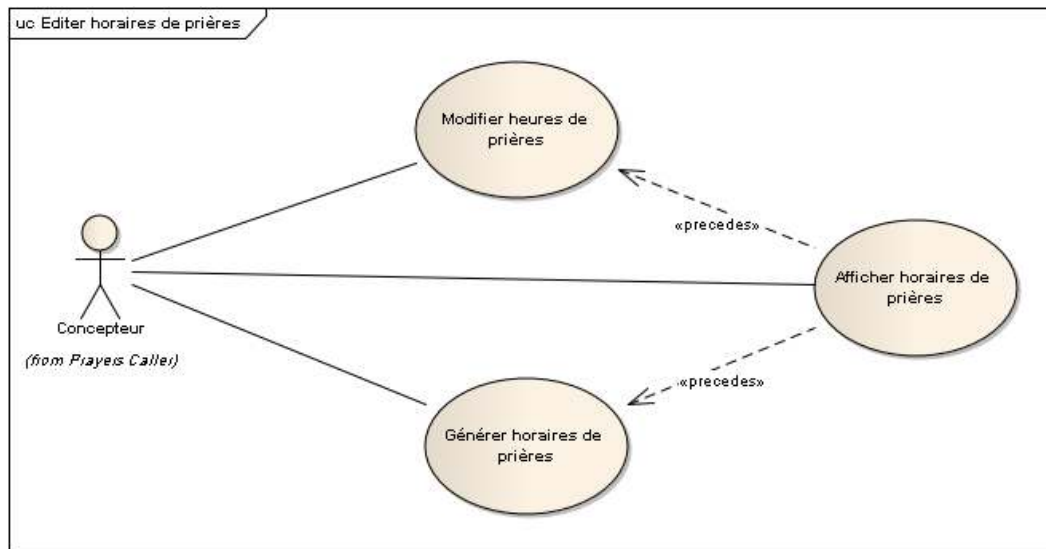 uc Editer horaires de prières
Modifier heures de
prières
«precedes»
Afficher horaires de
prières
Concepteur
(from Prayers Caller)
«precedes»
Générer horaires de
prières